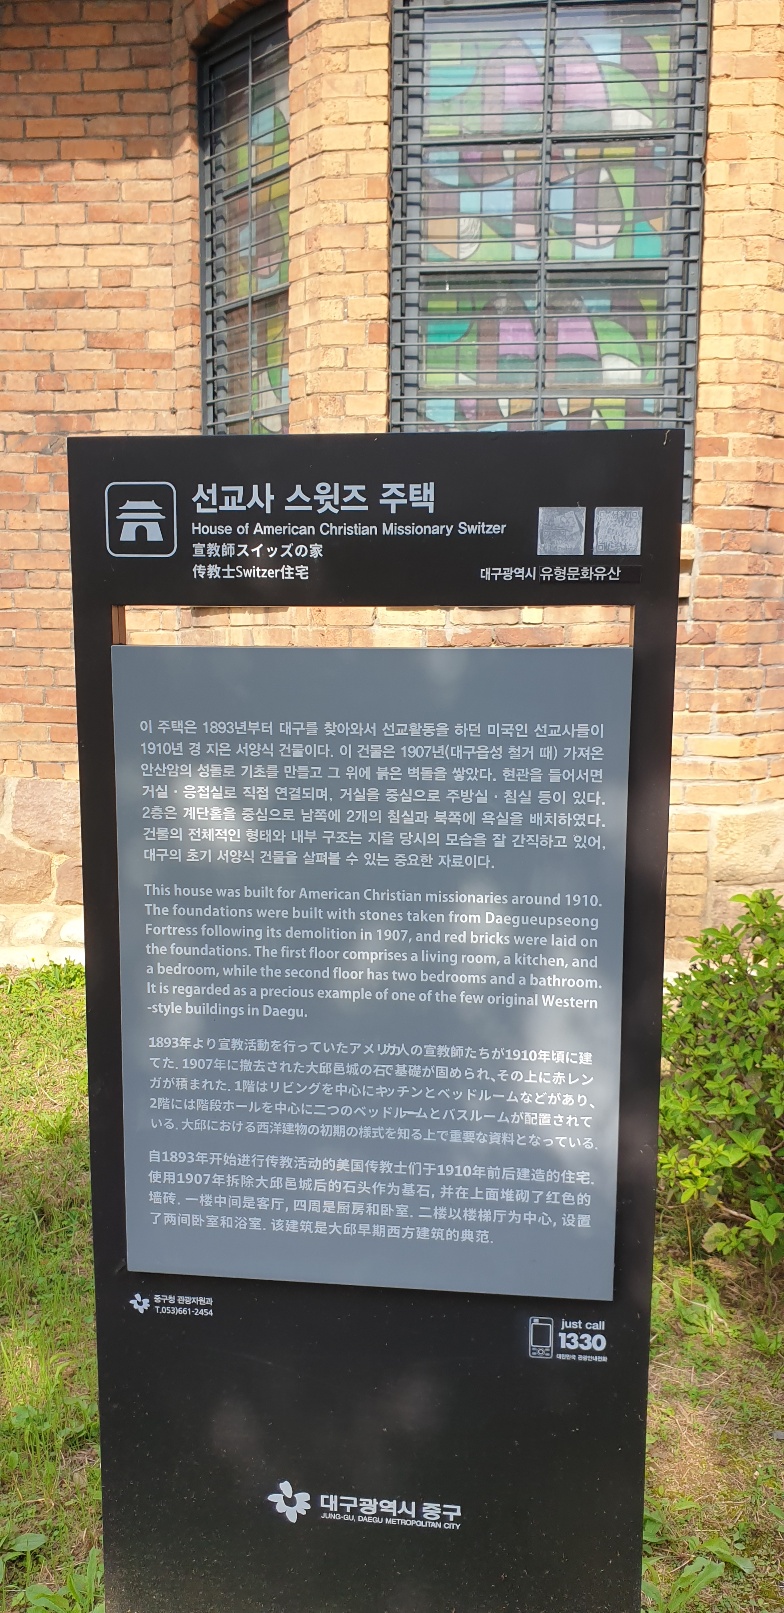 선교사 스윗즈 주택
House of American Christian Missionary Switzer
宣教師スイッズの家
传教士Switzer住宅
대구광역시 유형문화유산
이 주택은 1893년부터 대구를 찾아와서 선교활동을 하던 미국인 선교사들이
1910년 경 지은 서양식 건물이다. 이 건물은 1907년(대구읍성 철거 때) 가져온
안산암의 성돌로 기초를 만들고 그 위에 붉은 벽돌을 쌓았다. 현관을 들어서면
거실·응접실로 직접 연결되며, 거실을 중심으로 주방실·침실 등이 있다.
2층은 계단홀을 중심으로 남쪽에 2개의 침실과 북쪽에 욕실을 배치하였다.
건물의 전체적인 형태와 내부 구조는 지을 당시의 모습을 잘 간직하고 있어,
대구의 초기 서양식 건물을 살펴볼 수 있는 중요한 자료이다.
This house was built for American Christian missionaries around 1910.
The foundations were built with stones taken from Daegueupseong
Fortress following its demolition in 1907, and red bricks were laid on
the foundations. The first floor comprises a living room, a kitchen, and
a bedroom, while the second floor has two bedrooms and a bathroom.
It is regarded as a precious example of one of the few original Western
-style buildings in Daegu.
1893年より宣教活動を行っていたアメリカ人の宣教師たちが1910年頃に建
てた. 1907年に撤去された大邱邑城の石で基礎が固められ、その上に赤レン
ガが積まれた. 1階はリビングを中心にキッチンとベッドルームなどがあり、
2階には階段ホールを中心に二つのベッドルームとバスルームが配置されて
いる. 大邱における西洋建物の初期の様式を知る上で重要な資料となっている.
自1893年开始进行传教活动的美国传教士们于1910年前后建造的住宅.
使用1907年拆除大邱邑城后的石头作为基石, 并在上面堆砌了红色的
墙砖. 一楼中间是客厅, 四周是厨房和卧室. 二楼以楼梯厅为中心, 设置
了两间卧室和浴室. 该建筑是大邱早期西方建筑的典范.
중구청 관광자원과
T.053)661-2454
just call
1330
대한민국 관광안내전화
대구광역시 중구
JUNG-GU, DAEGU METROPOLITAN CITY